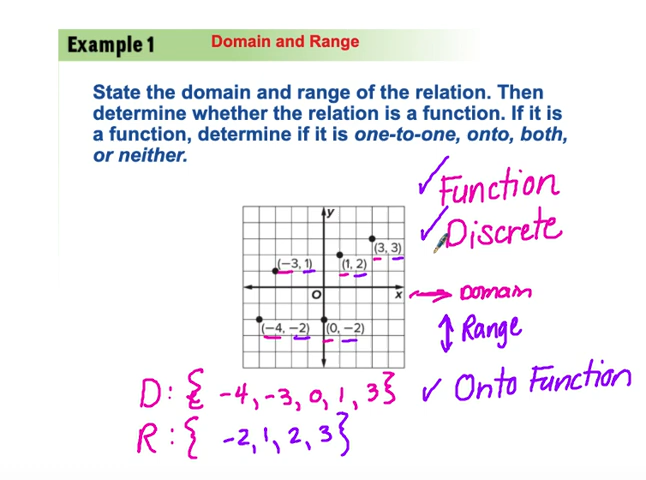 Example 1 Domain and Range
State the domain and range of the relation. Then
determine whether the relation is a function. If it is
a function, determine if it is one-to-one, onto, both,
or neither.
✓ Function
✓ Discrete
y
(3, 3)
(−3, 1) (1, 2)
O x → Domain
(−4, −2) (0, −2) ↕ Range
D: { -4, -3, 0, 1, 3} ✓ Onto Function
R: { -2, 1, 2, 3}